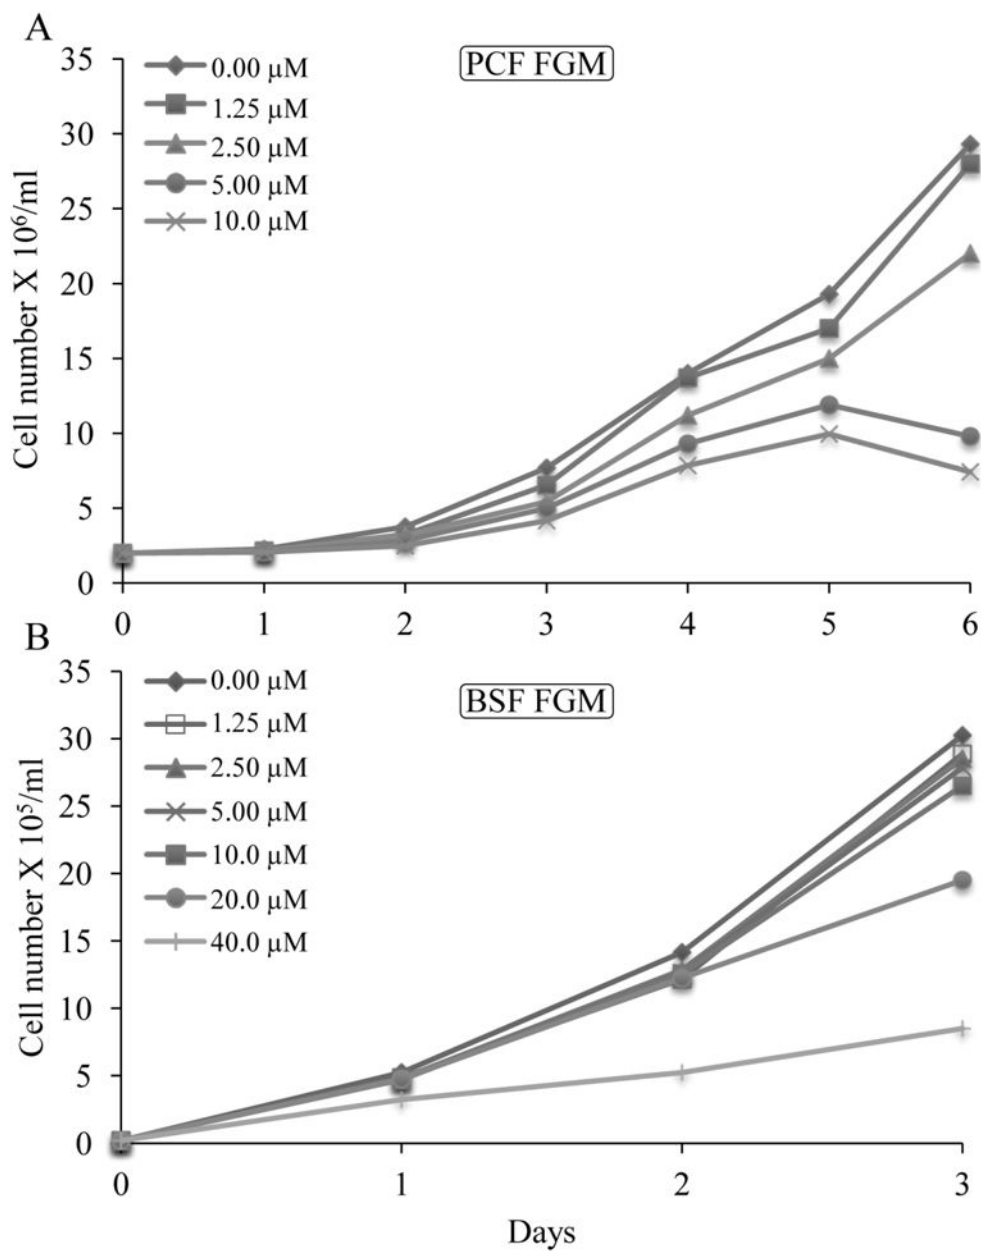 A
PCF FGM
35
30
25
20
15
10
5
0
Cell number X 10⁶/ml
0.00 µM
1.25 µM
2.50 µM
5.00 µM
10.0 µM
0 1 2 3 4 5 6
B
BSF FGM
35
30
25
20
15
10
5
0
Cell number X 10⁵/ml
0.00 µM
1.25 µM
2.50 µM
5.00 µM
10.0 µM
20.0 µM
40.0 µM
0 1 2 3
Days